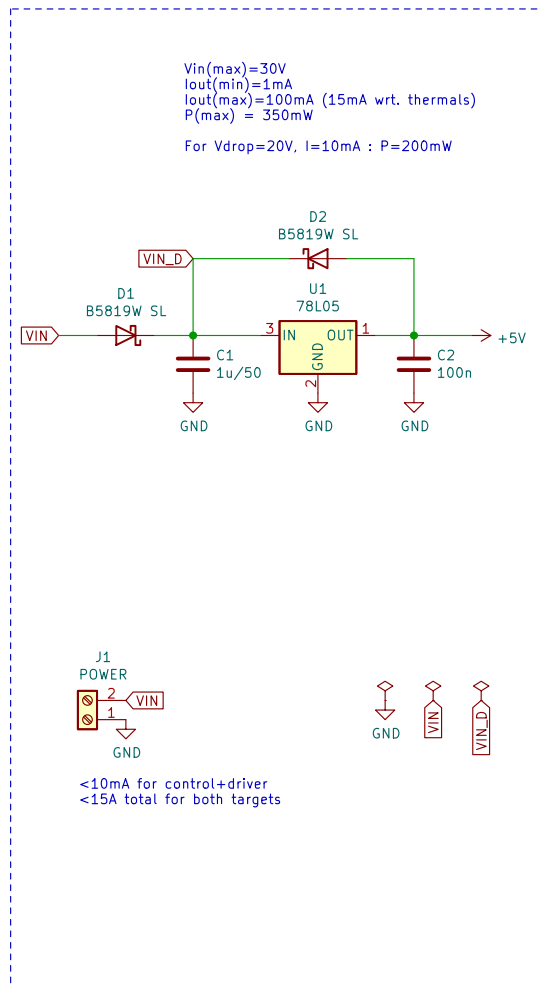 Vin(max)=30V
Iout(min)=1mA
Iout(max)=100mA (15mA wrt. thermals)
P(max) = 350mW
For Vdrop=20V, I=10mA : P=200mW
D2
B5819W SL
VIN_D
U1
78L05
D1
B5819W SL
VIN
3
IN
OUT
1
GND
2
+5V
C1
1u/50
C2
100n
GND
GND
GND
J1
POWER
2
VIN
1
GND
GND
VIN
VIN_D
<10mA for control+driver
<15A total for both targets